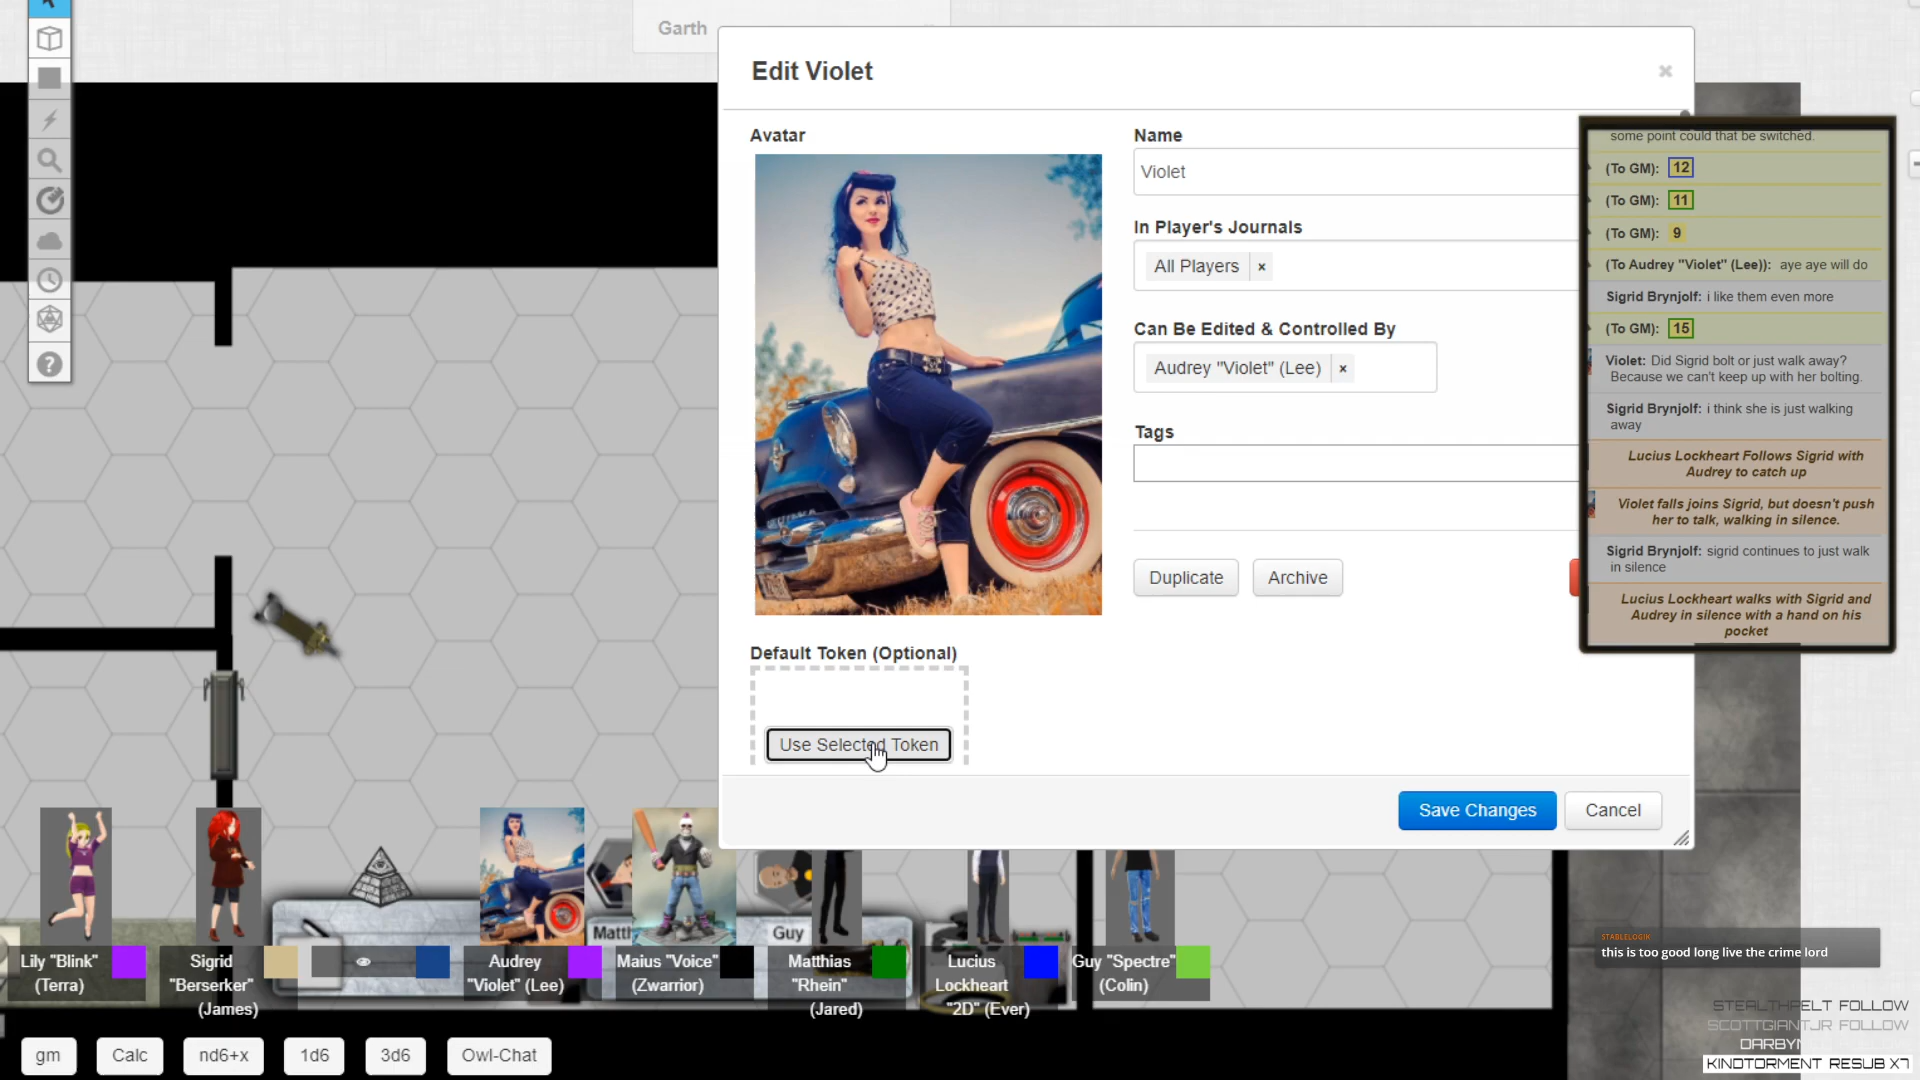 Garth
Edit Violet
×
Avatar
Name
Violet
In Player's Journals
All Players ×
Can Be Edited & Controlled By
Audrey "Violet" (Lee) ×
Tags
Duplicate
Archive
Default Token (Optional)
Use Selected Token
Save Changes
Cancel
some point could that be switched.
(To GM): 12
(To GM): 11
(To GM): 9
(To Audrey "Violet" (Lee)): aye aye will do
Sigrid Brynjolf: i like them even more
(To GM): 15
Violet: Did Sigrid bolt or just walk away?
Because we can't keep up with her bolting.
Sigrid Brynjolf: i think she is just walking
away
Lucius Lockheart Follows Sigrid with
Audrey to catch up
Violet falls joins Sigrid, but doesn't push
her to talk, walking in silence.
Sigrid Brynjolf: sigrid continues to just walk
in silence
Lucius Lockheart walks with Sigrid and
Audrey in silence with a hand on his
pocket
Guy
Lily "Blink"
(Terra)
Sigrid
"Berserker"
(James)
Audrey
"Violet" (Lee)
Maius "Voice"
(Zwarrior)
Matthias
"Rhein"
(Jared)
Lucius
Lockheart
"2D" (Ever)
Guy "Spectre"
(Colin)
STABLELOGIK
this is too good long live the crime lord
STEALTHPELT FOLLOW
SCOTTGIANTJR FOLLOW
KINDTORMENT RESUB X7
gm
Calc
nd6+x
1d6
3d6
Owl-Chat